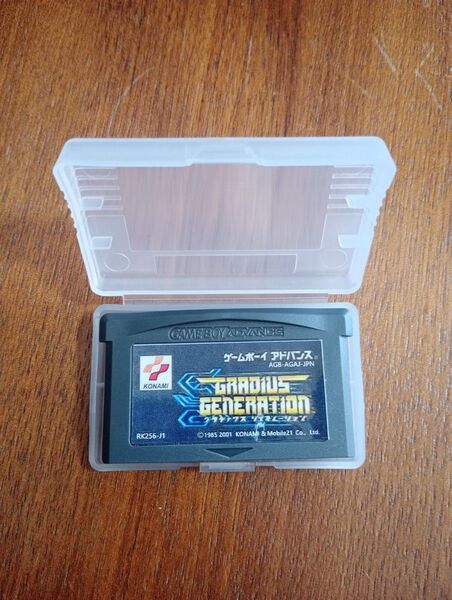 GAME BOY ADVANCE
ゲームボーイ アドバンス
AGB-AGAJ-JPN
KONAMI
GRADIUS
GENERATION
グラディウス ジェネレーション
RK256-J1
©1985 2001 KONAMI & Mobile21 Co., Ltd.